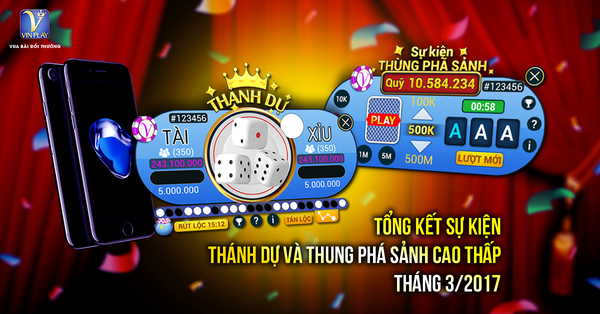 VINPLAY
VUA BÀI ĐỔI THƯỞNG
Sự kiện
THÙNG PHÁ SẢNH
Quỹ 10.584.234
#123456
10K
100K
00:58
PLAY
500K
A A A
1M
5M
500M
LƯỢT MỚI
THÁNH DỰ
#123456
TÀI
XỈU
(350)
(350)
243.100.000
243.100.000
5.000.000
5.000.000
RÚT LỘC 15:12
TÁN LỘC
TỔNG KẾT SỰ KIỆN
THÁNH DỰ VÀ THUNG PHÁ SẢNH CAO THẤP
THÁNG 3/2017